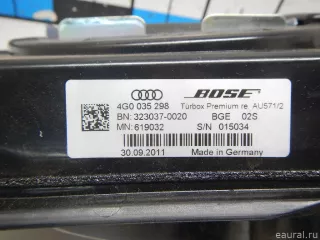 BOSE
4G0 035 298 Turbox Premium re AU571/2
BN: 323037-0020 BGE 02S
MN: 619032 S/N 015034
30.09.2011 Made in Germany
© eaural.ru